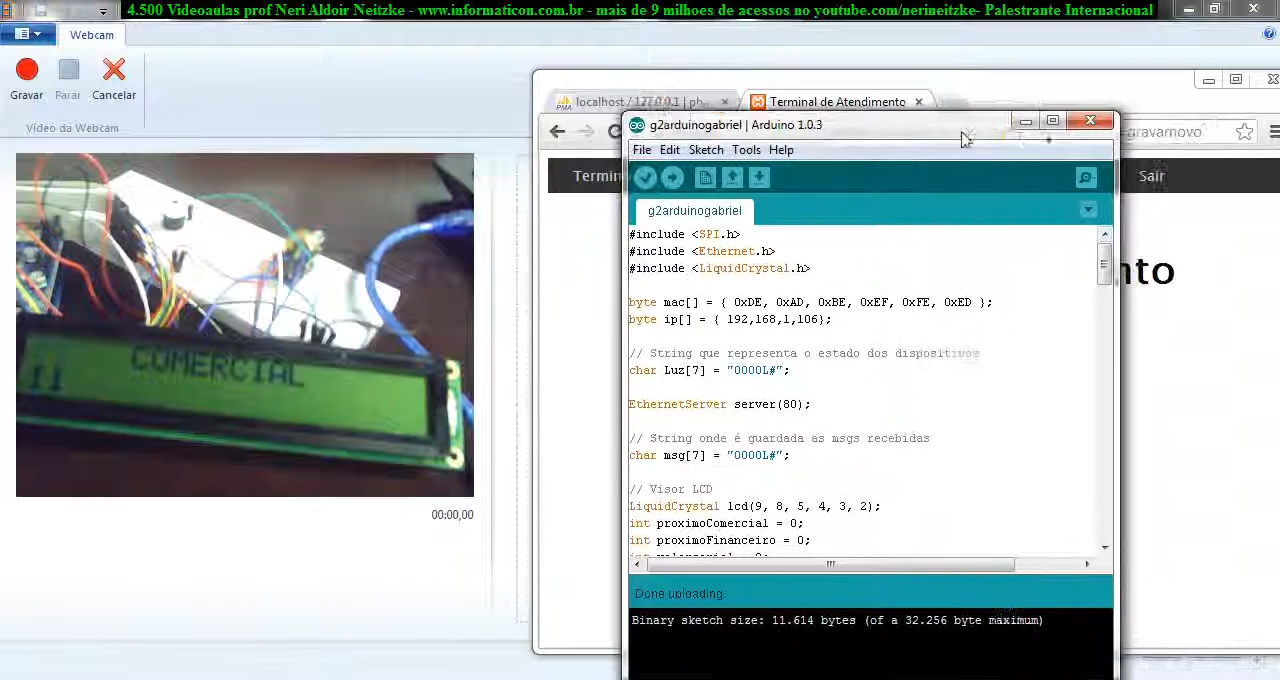 4.500 Videoaulas prof Neri Aldoir Neitzke - www.informaticon.com.br - mais de 9 milhoes de acessos no youtube.com/nerineitzke- Palestrante Internacional
Webcam
Gravar
Parar
Cancelar
Vídeo da Webcam
COMERCIAL
11
00:00,00
localhost / 127.0.0.1 | ph
Terminal de Atendimento
gravarnovo
Termin
Sair
nto
g2arduinogabriel | Arduino 1.0.3
File Edit Sketch Tools Help
g2arduinogabriel
#include <SPI.h>
#include <Ethernet.h>
#include <LiquidCrystal.h>
byte mac[] = { 0xDE, 0xAD, 0xBE, 0xEF, 0xFE, 0xED };
byte ip[] = { 192,168,1,106};
// String que representa o estado dos dispositivos
char Luz[7] = "0000L#";
EthernetServer server(80);
// String onde é guardada as msgs recebidas
char msg[7] = "0000L#";
// Visor LCD
LiquidCrystal lcd(9, 8, 5, 4, 3, 2);
int proximoComercial = 0;
int proximoFinanceiro = 0;
Done uploading.
Binary sketch size: 11.614 bytes (of a 32.256 byte maximum)